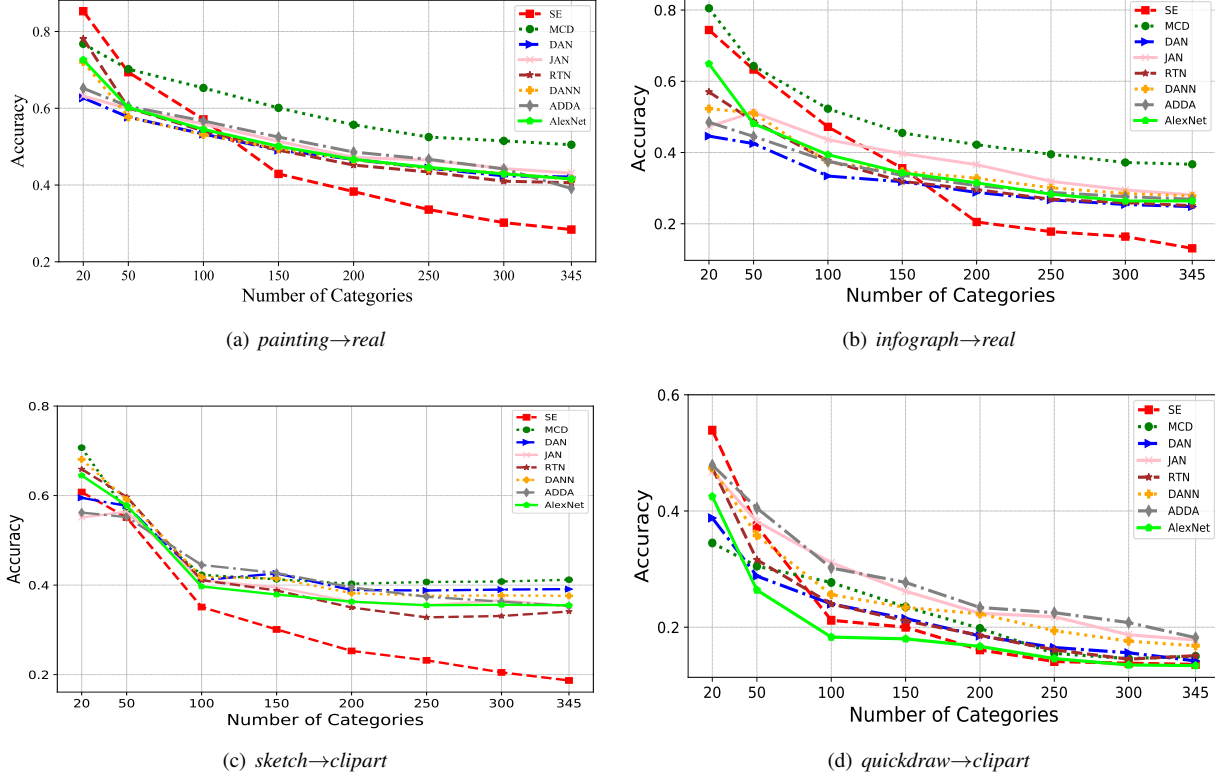 SE
MCD
DAN
JAN
RTN
DANN
ADDA
AlexNet
0.8
0.6
0.4
0.2
Accuracy
20 50 100 150 200 250 300 345
Number of Categories
(a) painting→real
SE
MCD
DAN
JAN
RTN
DANN
ADDA
AlexNet
0.8
0.6
0.4
0.2
Accuracy
20 50 100 150 200 250 300 345
Number of Categories
(b) infograph→real
0.8
0.6
0.4
0.2
Accuracy
SE
MCD
DAN
JAN
RTN
DANN
ADDA
AlexNet
20 50 100 150 200 250 300 345
Number of Categories
(c) sketch→clipart
0.6
0.4
0.2
Accuracy
SE
MCD
DAN
JAN
RTN
DANN
ADDA
AlexNet
20 50 100 150 200 250 300 345
Number of Categories
(d) quickdraw→clipart